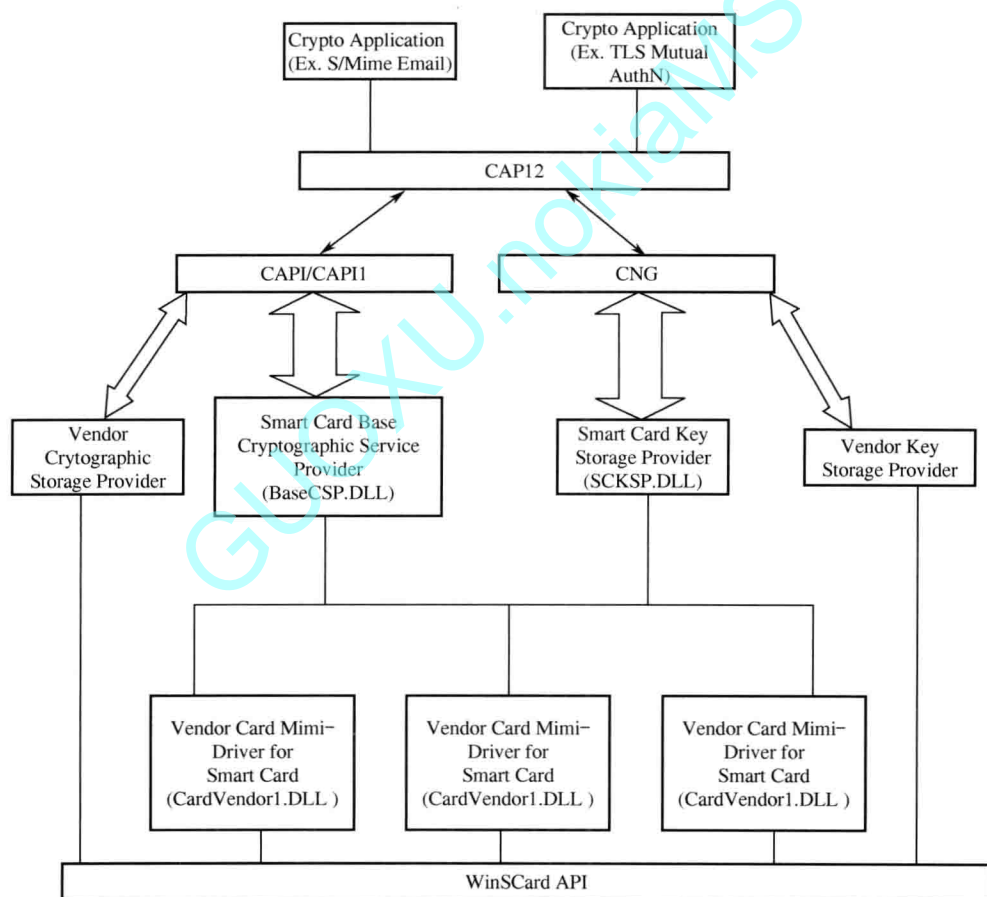 Crypto Application
(Ex. S/Mime Email)
Crypto Application
(Ex. TLS Mutual
AuthN)
CAP12
CAPI/CAPI1
CNG
Vendor
Crytographic
Storage Provider
Smart Card Base
Cryptographic Service
Provider
(BaseCSP.DLL)
Smart Card Key
Storage Provider
(SCKSP.DLL)
Vendor Key
Storage Provider
Vendor Card Mimi-
Driver for
Smart Card
(CardVendor1.DLL )
Vendor Card Mimi-
Driver for
Smart Card
(CardVendor1.DLL )
Vendor Card Mimi-
Driver for
Smart Card
(CardVendor1.DLL )
WinSCard API
GUOXU.nokiaMS